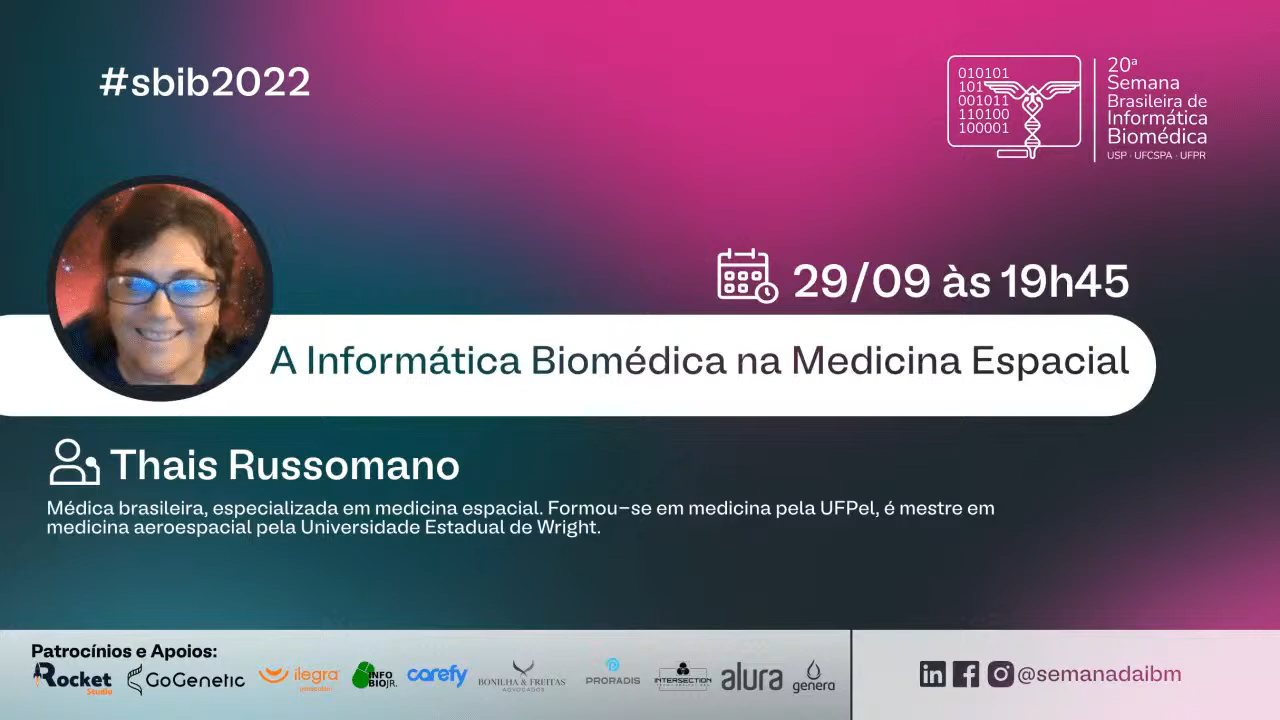 #sbib2022
010101
101
001011
110100
100001
20ª
Semana
Brasileira de
Informática
Biomédica
USP · UFCSPA · UFPR
29/09 às 19h45
A Informática Biomédica na Medicina Espacial
Thais Russomano
Médica brasileira, especializada em medicina espacial. Formou-se em medicina pela UFPel, é mestre em
medicina aeroespacial pela Universidade Estadual de Wright.
Patrocínios e Apoios:
Rocket
Studio
GoGenetic
ilegra
INFO
BIOJR.
carefy
BONILHA & FREITAS
ADVOGADOS
PRORADIS
INTERSECTION
alura
genera
@semanadaibm